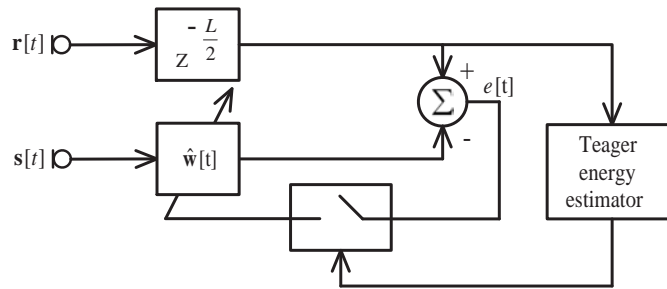 r[t]
z^{-L/2}
+
Σ
e[t]
-
s[t]
ŵ[t]
Teager
energy
estimator